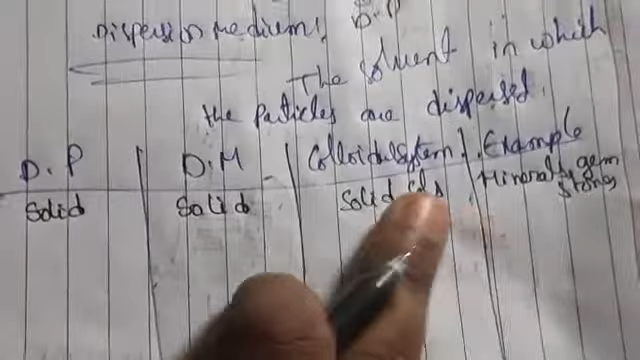 Dispersion medium:
D.P
The solvent in which
the particles are dispersed.
D.P D.M Colloidal system Example
Solid Solid Solid Sols Minerals, gem
stones